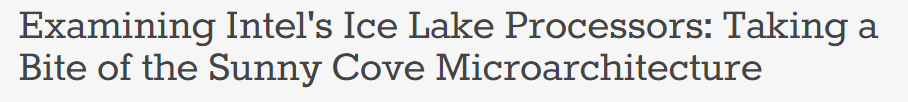 Examining Intel's Ice Lake Processors: Taking a
Bite of the Sunny Cove Microarchitecture